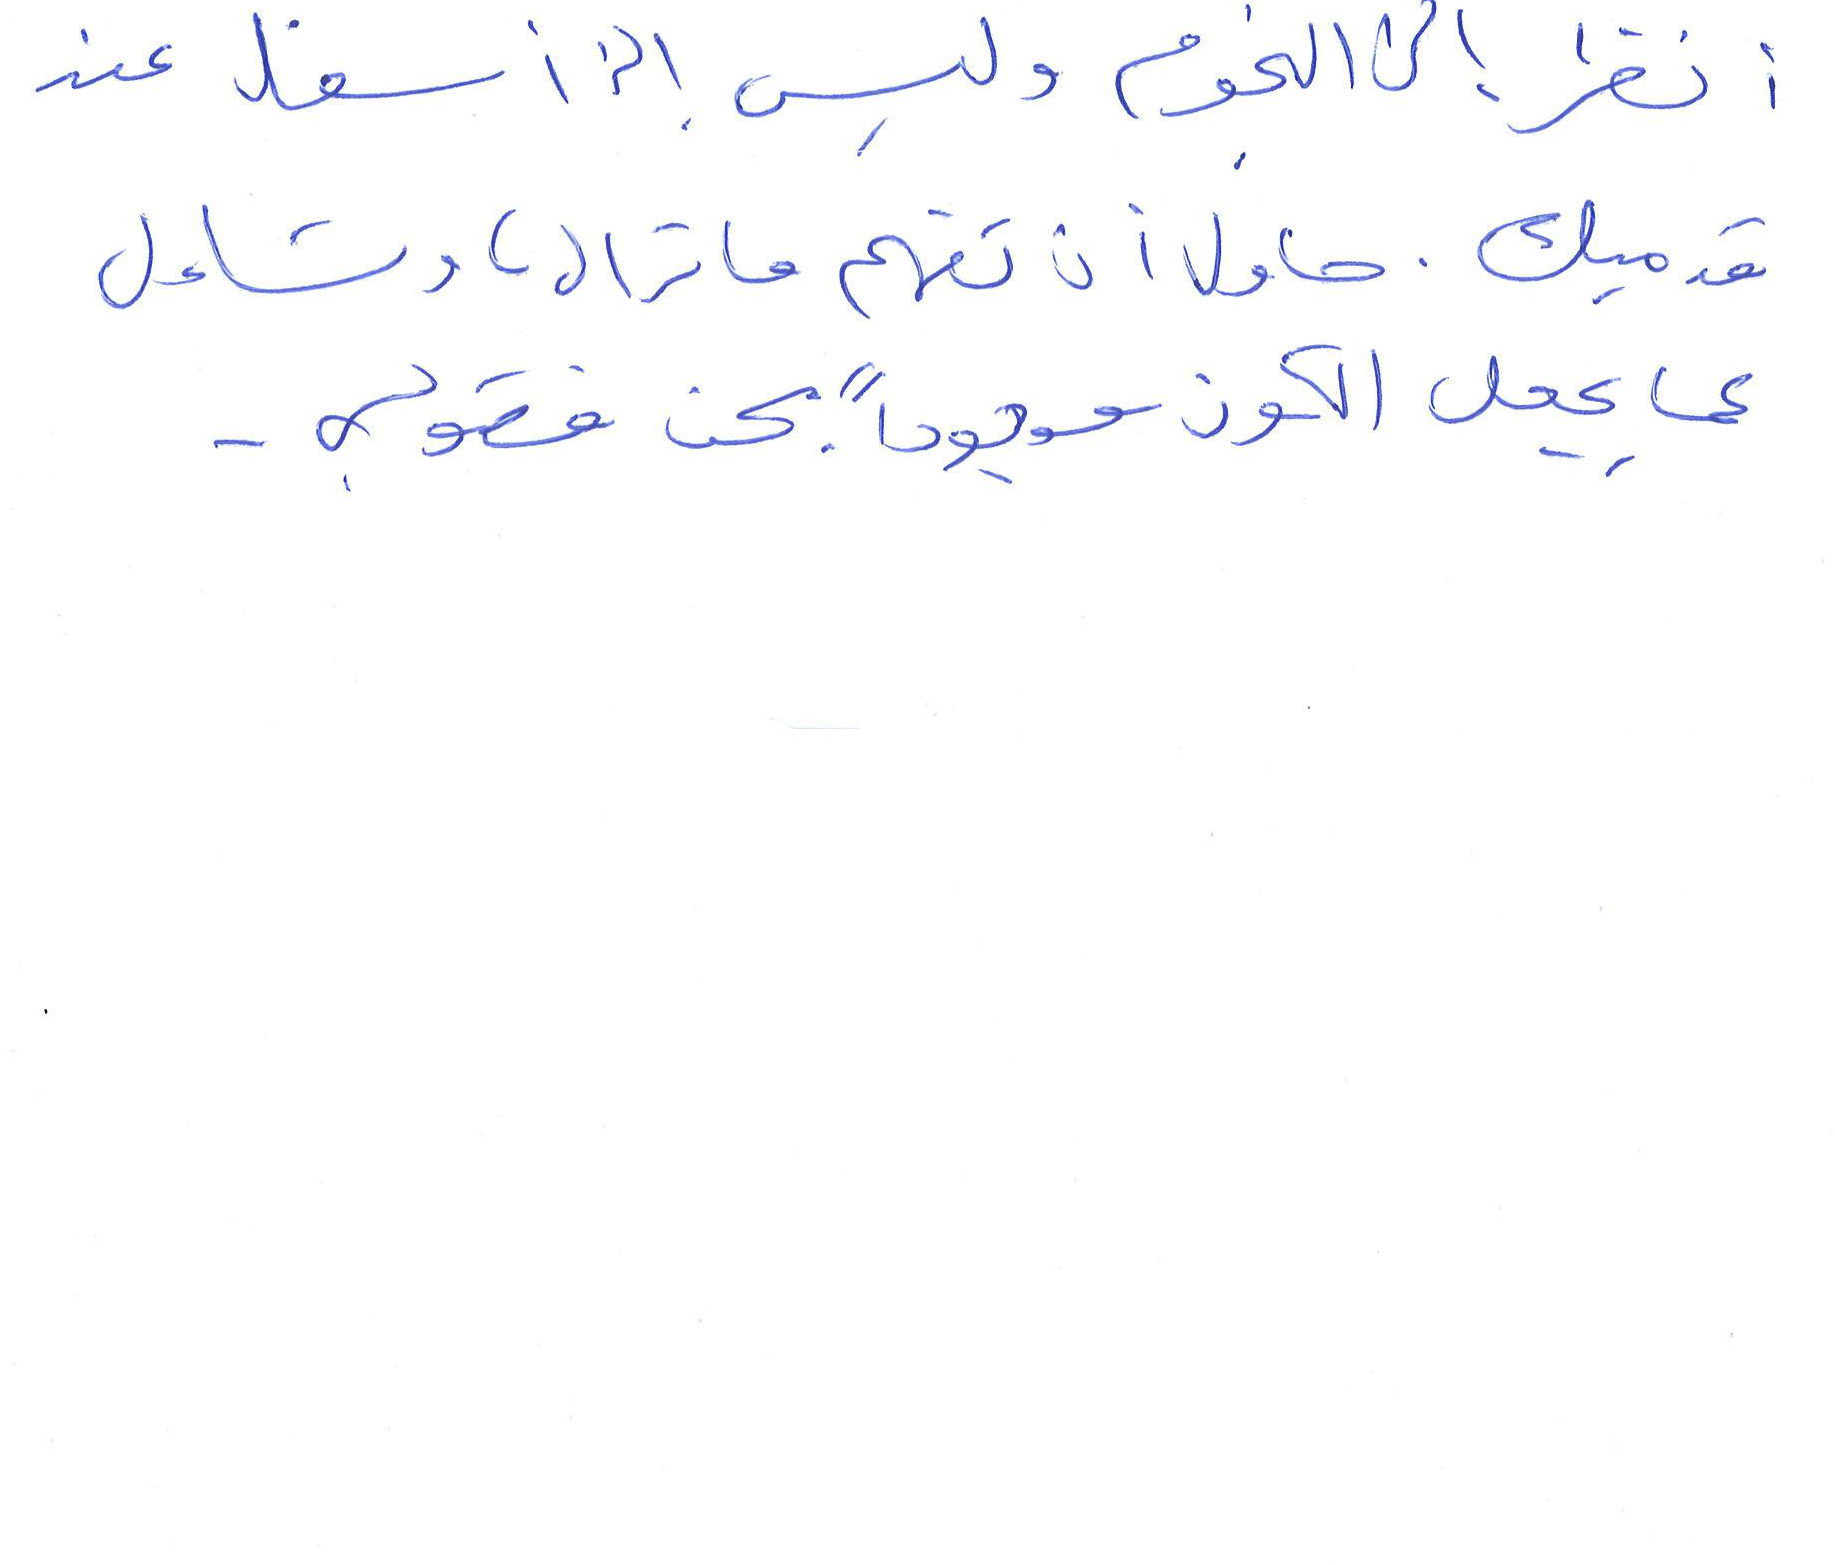 أنظر إلى النجوم وليس إلى أسفل عند
قدميك. حاول أن تفهم ما تراه، وتساءل
عما يجعل الكون موجوداً. كن فضولي -